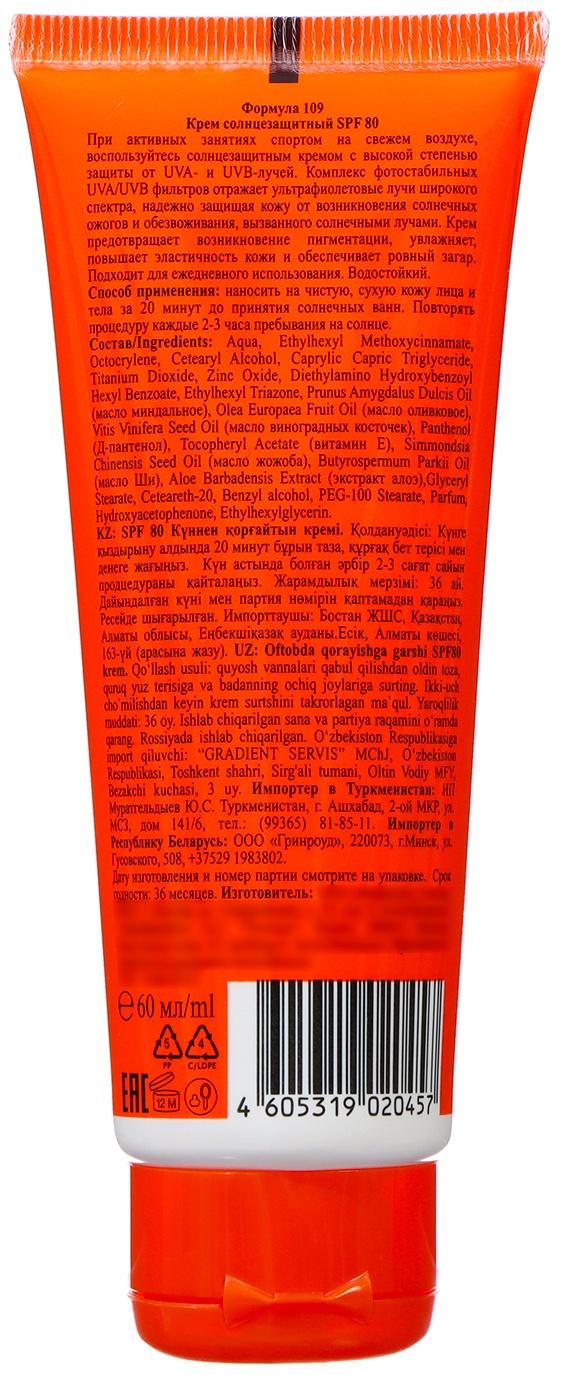 Формула 109
Крем солнцезащитный SPF 80
При активных занятиях спортом на свежем воздухе,
воспользуйтесь солнцезащитным кремом с высокой степенью
защиты от UVA- и UVB-лучей. Комплекс фотостабильных
UVA/UVB фильтров отражает ультрафиолетовые лучи широкого
спектра, надежно защищая кожу от возникновения солнечных
ожогов и обезвоживания, вызванного солнечными лучами. Крем
предотвращает возникновение пигментации, увлажняет,
повышает эластичность кожи и обеспечивает ровный загар.
Подходит для ежедневного использования. Водостойкий.
Способ применения: наносить на чистую, сухую кожу лица и
тела за 20 минут до принятия солнечных ванн. Повторять
процедуру каждые 2-3 часа пребывания на солнце.
Состав/Ingredients: Aqua, Ethylhexyl Methoxycinnamate,
Octocrylene, Cetearyl Alcohol, Caprylic Capric Triglyceride,
Titanium Dioxide, Zinc Oxide, Diethylamino Hydroxybenzoyl
Hexyl Benzoate, Ethylhexyl Triazone, Prunus Amygdalus Dulcis Oil
(масло миндальное), Olea Europaea Fruit Oil (масло оливковое),
Vitis Vinifera Seed Oil (масло виноградных косточек), Panthenol
(Д-пантенол), Tocopheryl Acetate (витамин Е), Simmondsia
Chinensis Seed Oil (масло жожоба), Butyrospermum Parkii Oil
(масло Ши), Aloe Barbadensis Extract (экстракт алоэ),Glyceryl
Stearate, Ceteareth-20, Benzyl alcohol, PEG-100 Stearate, Parfum,
Hydroxyacetophenone, Ethylhexylglycerin.
KZ: SPF 80 Күннен қорғайтын кремі. Қолдануәдісі: Күнге
қыздырыну алдында 20 минут бұрын таза, құрғақ бет терісі мен
денеге жағыңыз. Күн астында болған әрбір 2-3 сағат сайын
процедураны қайталаңыз. Жарамдылық мерзімі: 36 ай.
Дайындалған күні мен партия нөмірін қаптамадан қараңыз.
Ресейде шығарылған. Импорттаушы: Бостан ЖШС, Қазақстан,
Алматы облысы, Еңбекшіқазақ ауданы.Есік, Алматы көшесі,
163-үй (арасына жазу). UZ: Oftobda qorayishga garshi SPF80
krem. Qo‘llash usuli: quyosh vannalari qabul qilishdan oldin toza,
quruq yuz terisiga va badanning ochiq joylariga surting. Ikki-uch
cho‘milishdan keyin krem surtshini takrorlagan ma’qul. Yaroqlilik
muddati: 36 oy. Ishlab chiqarilgan sana va partiya raqamini o‘ramda
qarang. Rossiyada ishlab chiqarilgan. O‘zbekiston Respublikasiga
import qiluvchi: “GRADIENT SERVIS” MChJ, O‘zbekiston
Respublikasi, Toshkent shahri, Sirg'ali tumani, Oltin Vodiy MFY,
Bezakchi kuchasi, 3 uy. Импортер в Туркменистан: ИП
Мураттельдыев Ю.С. Туркменистан, г. Ашхабад, 2-ой МКР, ул.
МСЗ, дом 141/6, тел.: (99365) 81-85-11. Импортер в
Республику Беларусь: ООО «Гринроуд», 220073, г.Минск, ул.
Гусовского, 508, +37529 1983802.
Дату изготовления и номер партии смотрите на упаковке. Срок
годности: 36 месяцев. Изготовитель:
℮60 мл/ml
5 4
PP C/LDPE
EAC 12 M
4 605319 020457